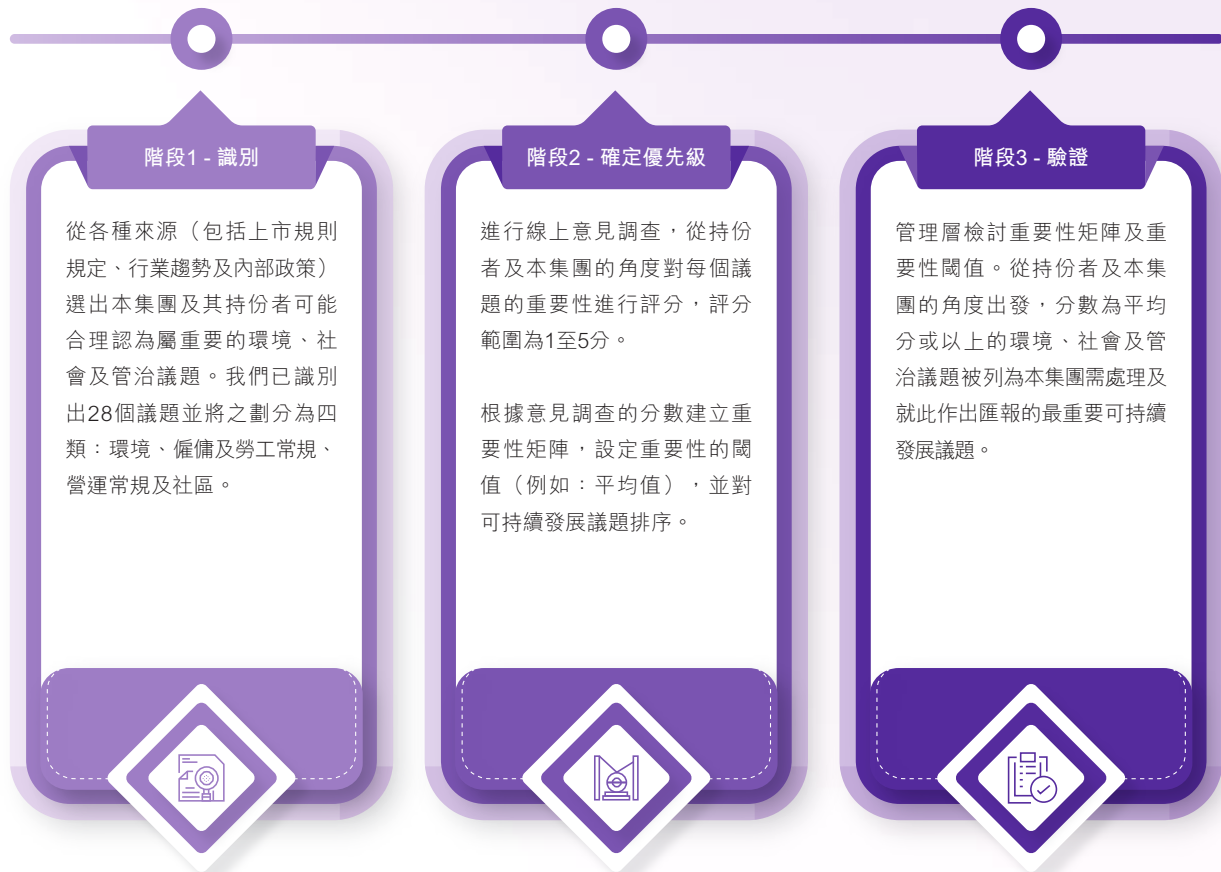 階段1 - 識別
從各種來源（包括上市規則
規定、行業趨勢及內部政策）
選出本集團及其持份者可能
合理認為屬重要的環境、社
會及管治議題。我們已識別
出28個議題並將之劃分為四
類：環境、僱傭及勞工常規、
營運常規及社區。
階段2 - 確定優先級
進行線上意見調查，從持份
者及本集團的角度對每個議
題的重要性進行評分，評分
範圍為1至5分。
根據意見調查的分數建立重
要性矩陣，設定重要性的閾
值（例如：平均值），並對
可持續發展議題排序。
階段3 - 驗證
管理層檢討重要性矩陣及重
要性閾值。從持份者及本集
團的角度出發，分數為平均
分或以上的環境、社會及管
治議題被列為本集團需處理及
就此作出匯報的最重要可持續
發展議題。